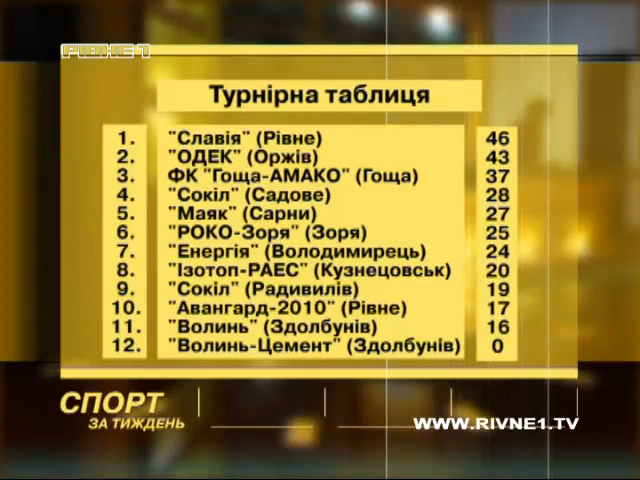 РІВНЕ 1
Турнірна таблиця
1. "Славія" (Рівне) 46
2. "ОДЕК" (Оржів) 43
3. ФК "Гоща-АМАКО" (Гоща) 37
4. "Сокіл" (Садове) 28
5. "Маяк" (Сарни) 27
6. "РОКО-Зоря" (Зоря) 25
7. "Енергія" (Володимирець) 24
8. "Ізотоп-РАЕС" (Кузнецовськ) 20
9. "Сокіл" (Радивилів) 19
10. "Авангард-2010" (Рівне) 17
11. "Волинь" (Здолбунів) 16
12. "Волинь-Цемент" (Здолбунів) 0
СПОРТ
ЗА ТИЖДЕНЬ
WWW.RIVNE1.TV